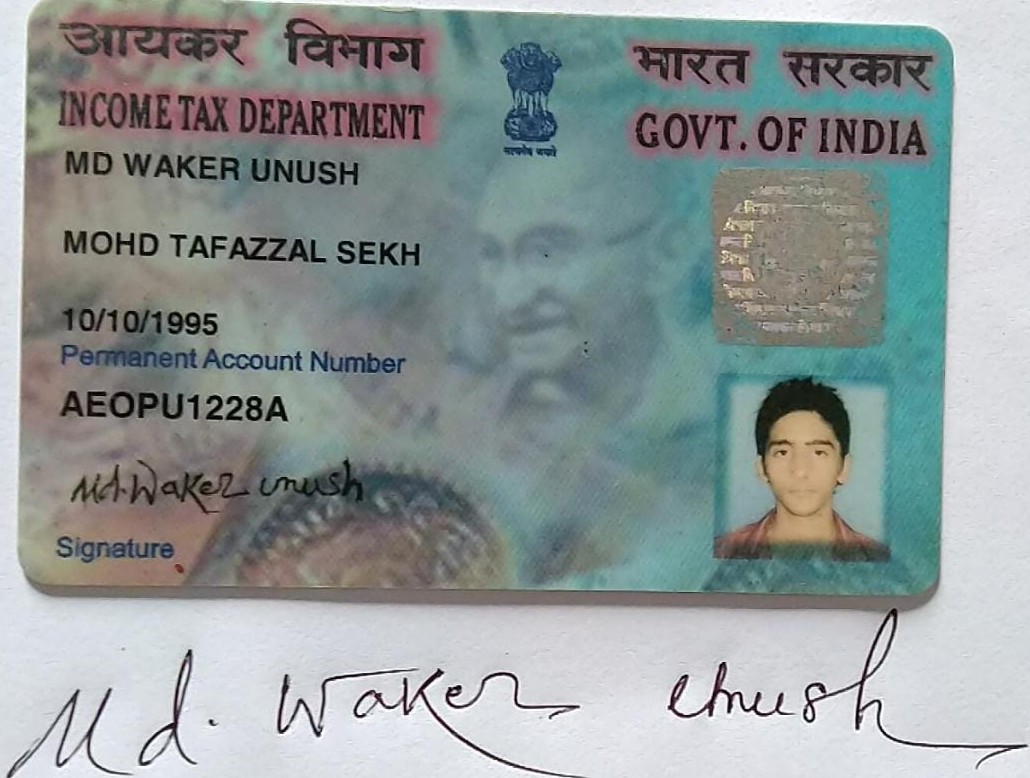 आयकर विभाग भारत सरकार
INCOME TAX DEPARTMENT GOVT. OF INDIA
सत्यमेव जयते
MD WAKER UNUSH
MOHD TAFAZZAL SEKH
10/10/1995
Permanent Account Number
AEOPU1228A
Md. Waker unush
Signature
Md. Waker unush